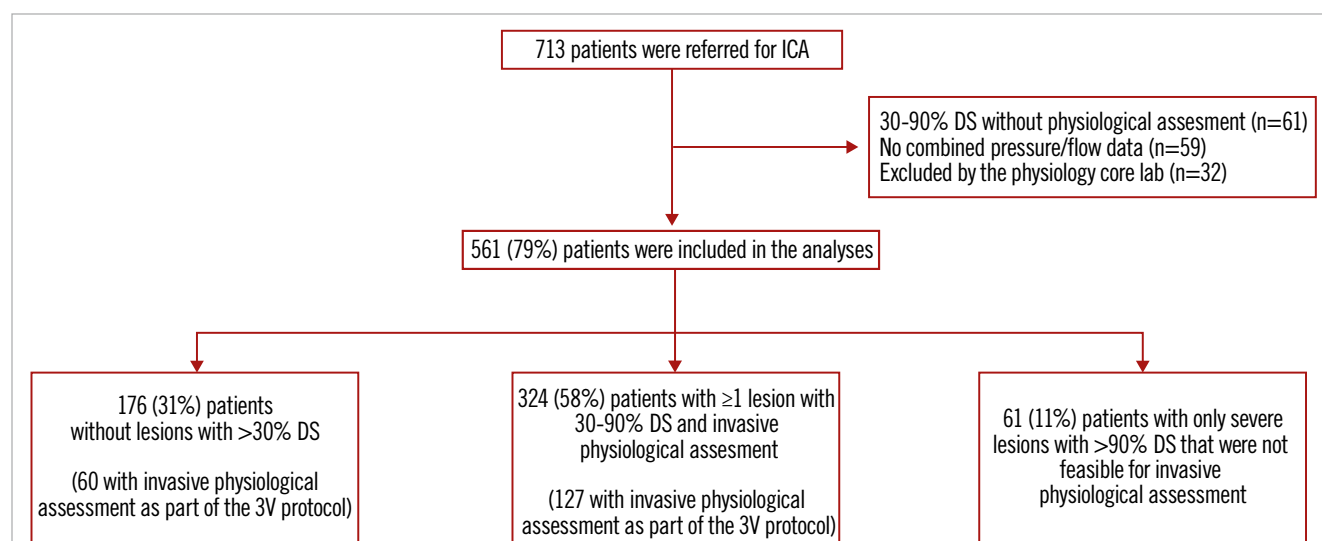 713 patients were referred for ICA
30-90% DS without physiological assesment (n=61)
No combined pressure/flow data (n=59)
Excluded by the physiology core lab (n=32)
561 (79%) patients were included in the analyses
176 (31%) patients
without lesions with >30% DS
(60 with invasive physiological
assessment as part of the 3V protocol)
324 (58%) patients with ≥1 lesion with
30-90% DS and invasive
physiological assesment
(127 with invasive physiological
assessment as part of the 3V protocol)
61 (11%) patients with only severe
lesions with >90% DS that were not
feasible for invasive
physiological assessment